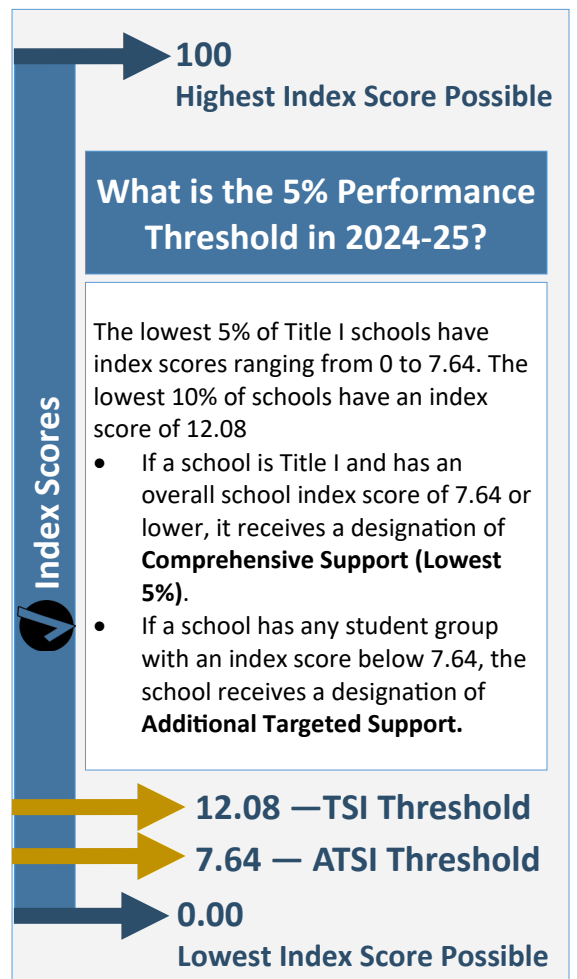 100
Highest Index Score Possible
What is the 5% Performance
Threshold in 2024-25?
The lowest 5% of Title I schools have
index scores ranging from 0 to 7.64. The
lowest 10% of schools have an index
score of 12.08
• If a school is Title I and has an
overall school index score of 7.64 or
lower, it receives a designation of
Comprehensive Support (Lowest
5%).
• If a school has any student group
with an index score below 7.64, the
school receives a designation of
Additional Targeted Support.
Index Scores
12.08 —TSI Threshold
7.64 — ATSI Threshold
0.00
Lowest Index Score Possible